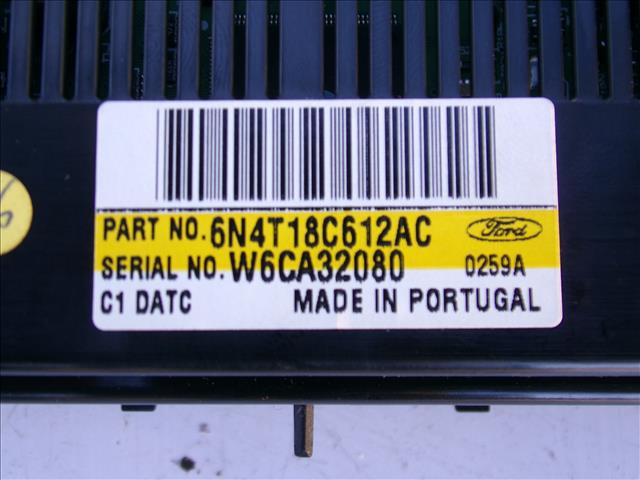 PART NO. 6N4T18C612AC Ford
SERIAL NO. W6CA32080 0259A
C1 DATC MADE IN PORTUGAL